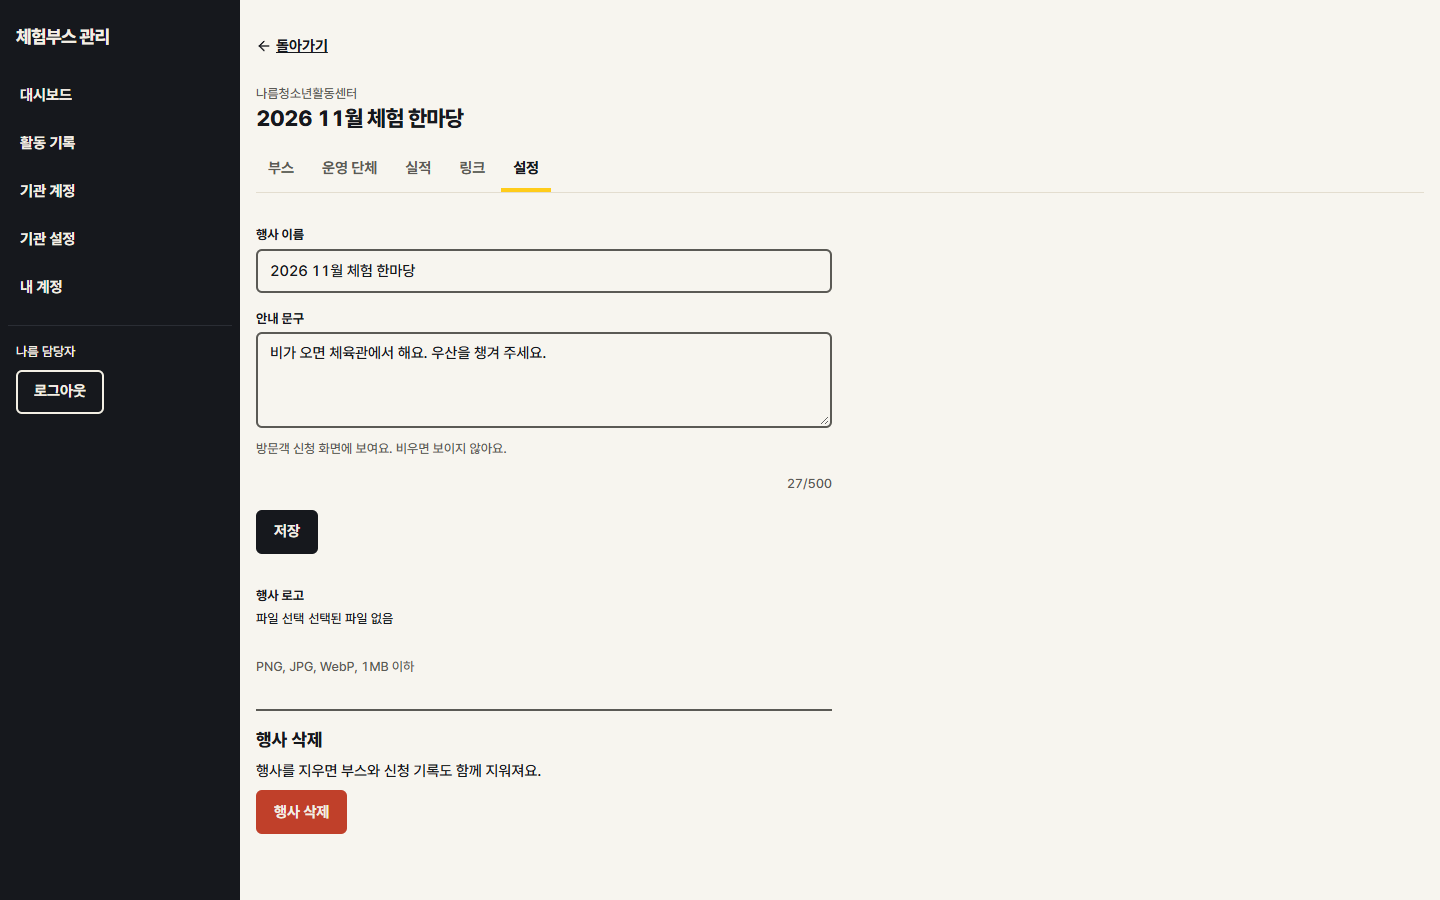 체험부스 관리
대시보드
활동 기록
기관 계정
기관 설정
내 계정
나름 담당자
로그아웃
← 돌아가기
나름청소년활동센터
2026 11월 체험 한마당
부스 운영 단체 실적 링크 설정
행사 이름
2026 11월 체험 한마당
안내 문구
비가 오면 체육관에서 해요. 우산을 챙겨 주세요.
방문객 신청 화면에 보여요. 비우면 보이지 않아요.
27/500
저장
행사 로고
파일 선택 선택된 파일 없음
PNG, JPG, WebP, 1MB 이하
행사 삭제
행사를 지우면 부스와 신청 기록도 함께 지워져요.
행사 삭제